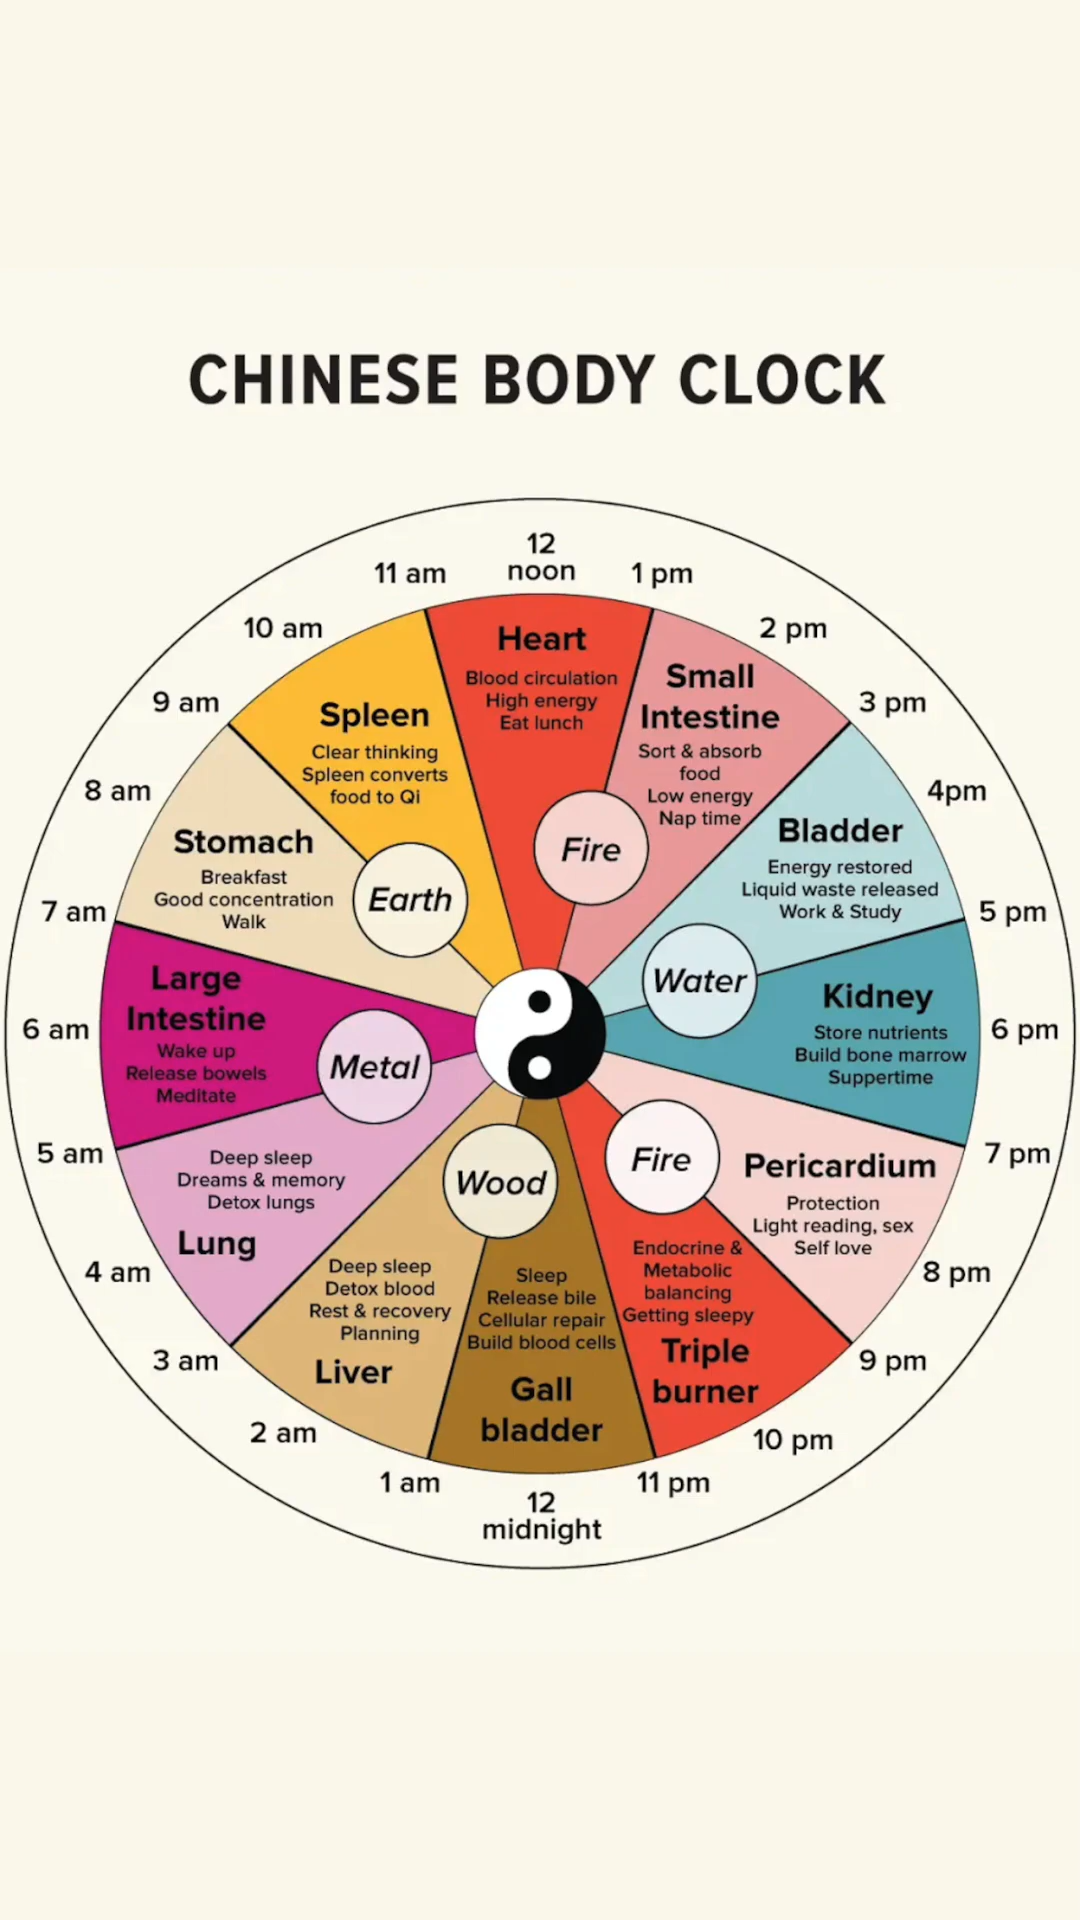 CHINESE BODY CLOCK
12
noon
1 pm
2 pm
3 pm
4pm
5 pm
6 pm
7 pm
8 pm
9 pm
10 pm
11 pm
12
midnight
1 am
2 am
3 am
4 am
5 am
6 am
7 am
8 am
9 am
10 am
11 am
Heart
Blood circulation
High energy
Eat lunch
Small
Intestine
Sort & absorb
food
Low energy
Nap time
Fire
Bladder
Energy restored
Liquid waste released
Work & Study
Water
Kidney
Store nutrients
Build bone marrow
Suppertime
Pericardium
Protection
Light reading, sex
Self love
Fire
Endocrine &
Metabolic
balancing
Getting sleepy
Triple
burner
Sleep
Release bile
Cellular repair
Build blood cells
Gall
bladder
Wood
Deep sleep
Detox blood
Rest & recovery
Planning
Liver
Deep sleep
Dreams & memory
Detox lungs
Lung
Metal
Large
Intestine
Wake up
Release bowels
Meditate
Stomach
Breakfast
Good concentration
Walk
Earth
Spleen
Clear thinking
Spleen converts
food to Qi